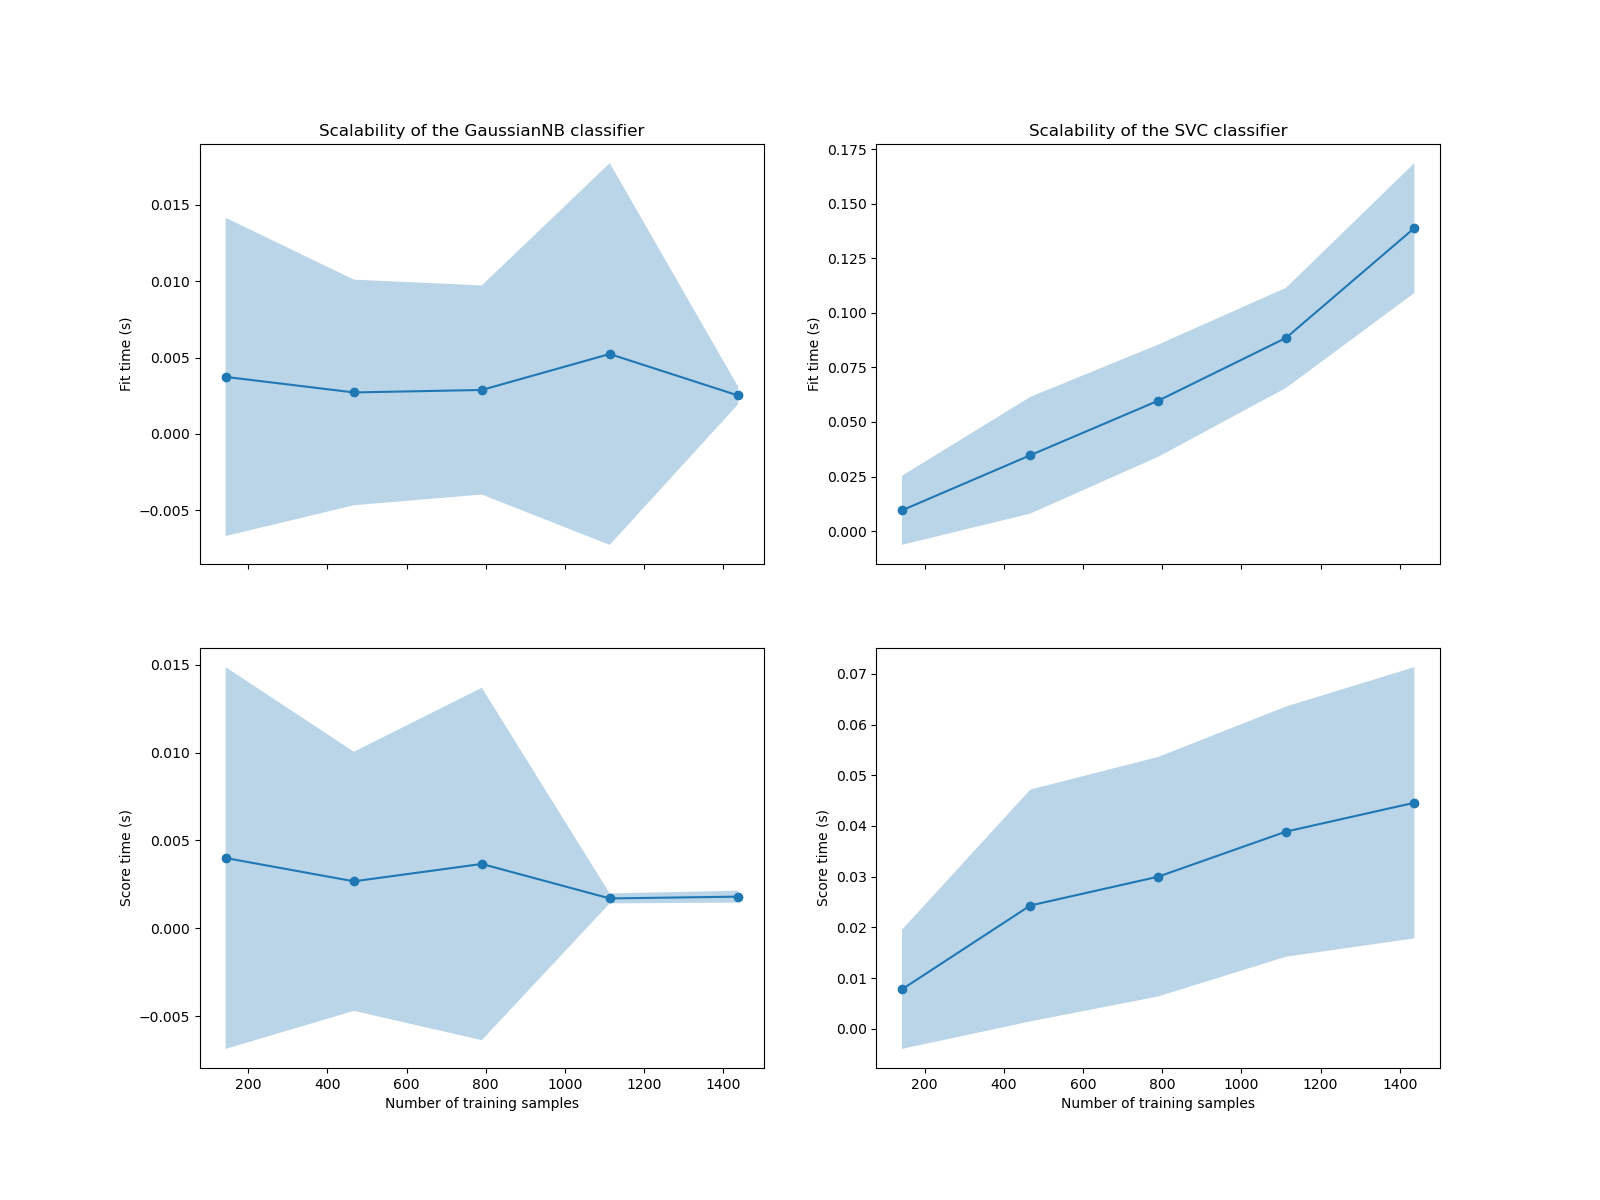 Scalability of the GaussianNB classifier
0.015
0.010
0.005
0.000
−0.005
Fit time (s)
Scalability of the SVC classifier
0.175
0.150
0.125
0.100
0.075
0.050
0.025
0.000
Fit time (s)
0.015
0.010
0.005
0.000
−0.005
Score time (s)
200 400 600 800 1000 1200 1400
Number of training samples
0.07
0.06
0.05
0.04
0.03
0.02
0.01
0.00
Score time (s)
200 400 600 800 1000 1200 1400
Number of training samples